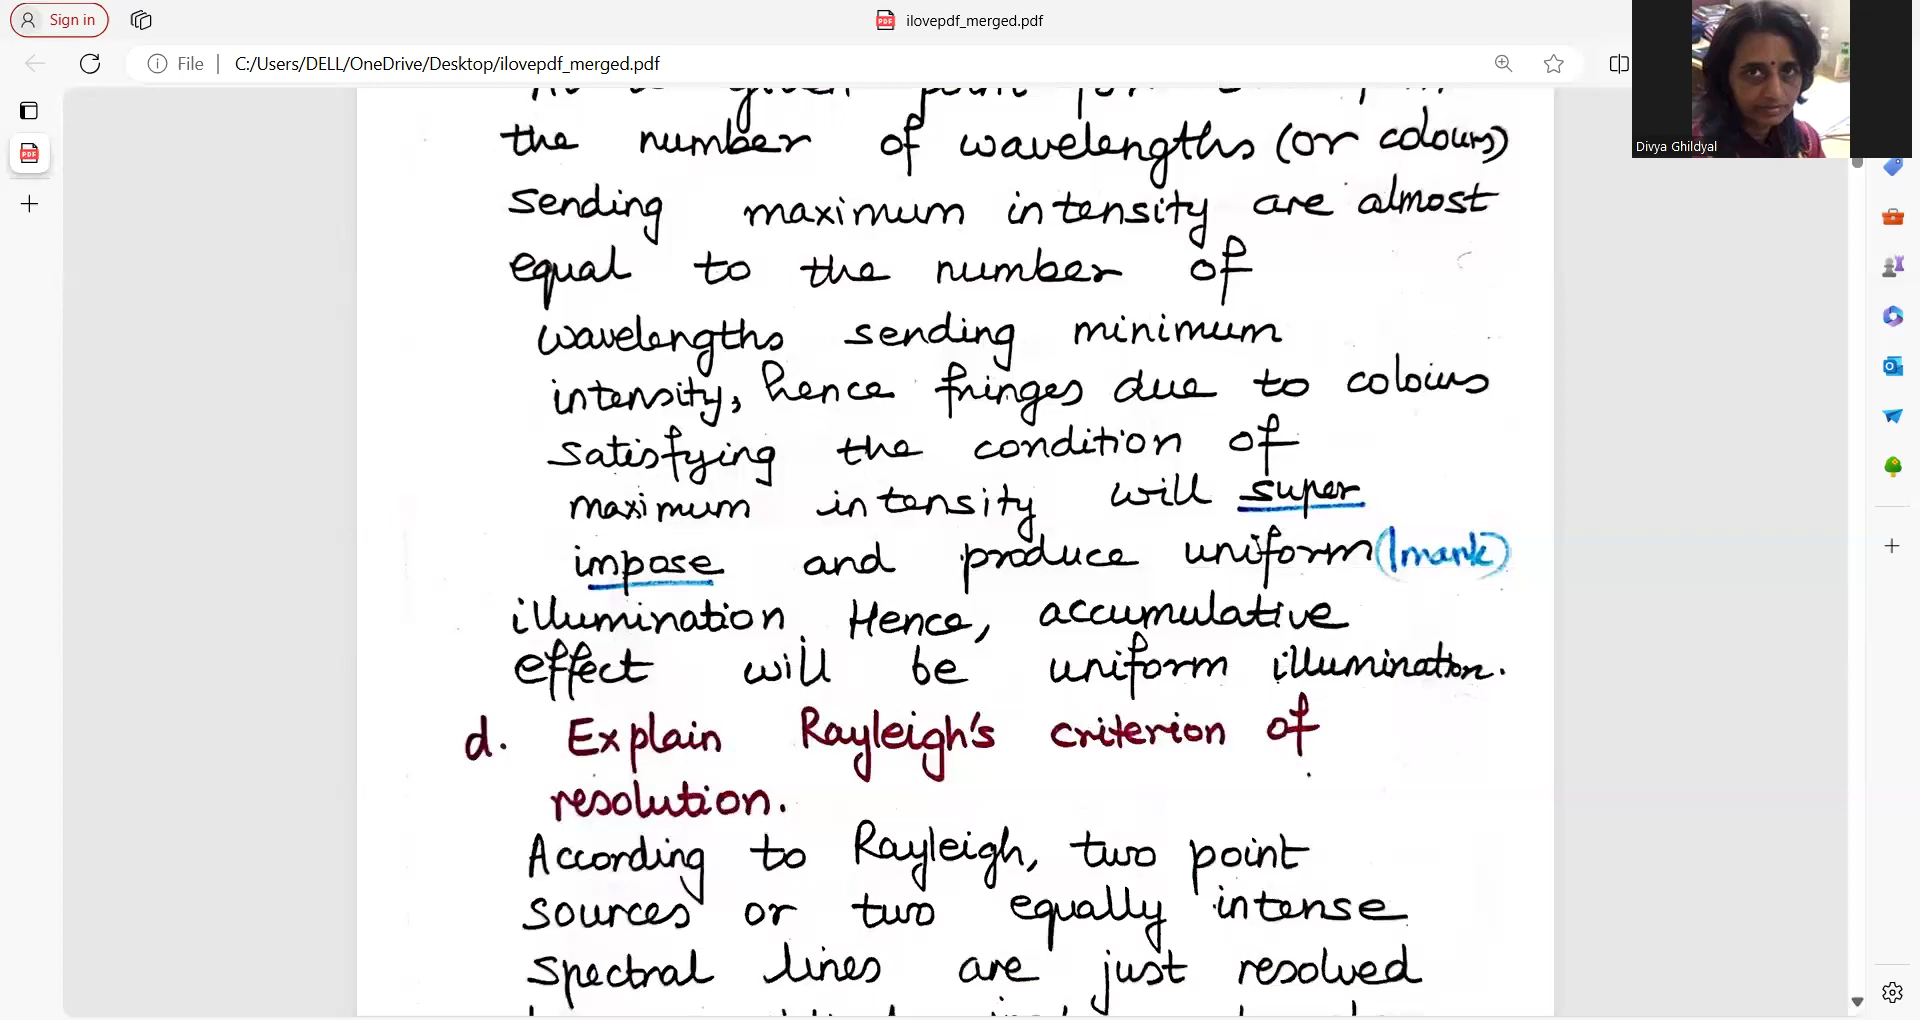 Sign in
ilovepdf_merged.pdf
File
C:/Users/DELL/OneDrive/Desktop/ilovepdf_merged.pdf
Divya Ghildyal
given point for
the number of wavelengths (or colours)
sending maximum intensity are almost
equal to the number of
wavelengths sending minimum
intensity, hence fringes due to colours
satisfying the condition of
maximum intensity will super
impose and produce uniform (1 mark)
illumination. Hence, accumulative
effect will be uniform illumination.
d. Explain Rayleigh's criterion of
resolution.
According to Rayleigh, two point
sources or two equally intense
spectral lines are just resolved